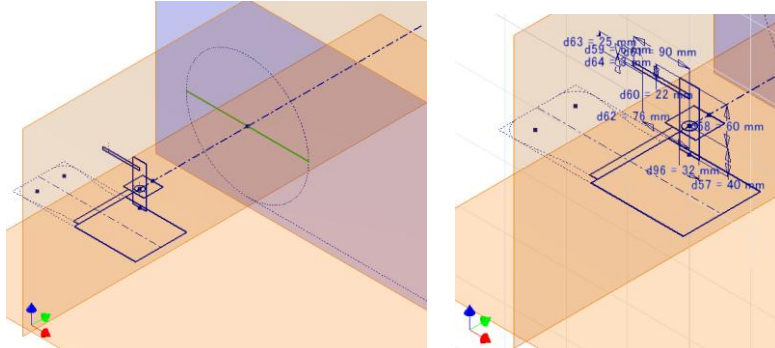 d63 = 25 mm
= 90 mm
d64 =
d60 = 22
d62 = 76 mm
60 mm
d96 = 32 mm
d57 = 40 mm